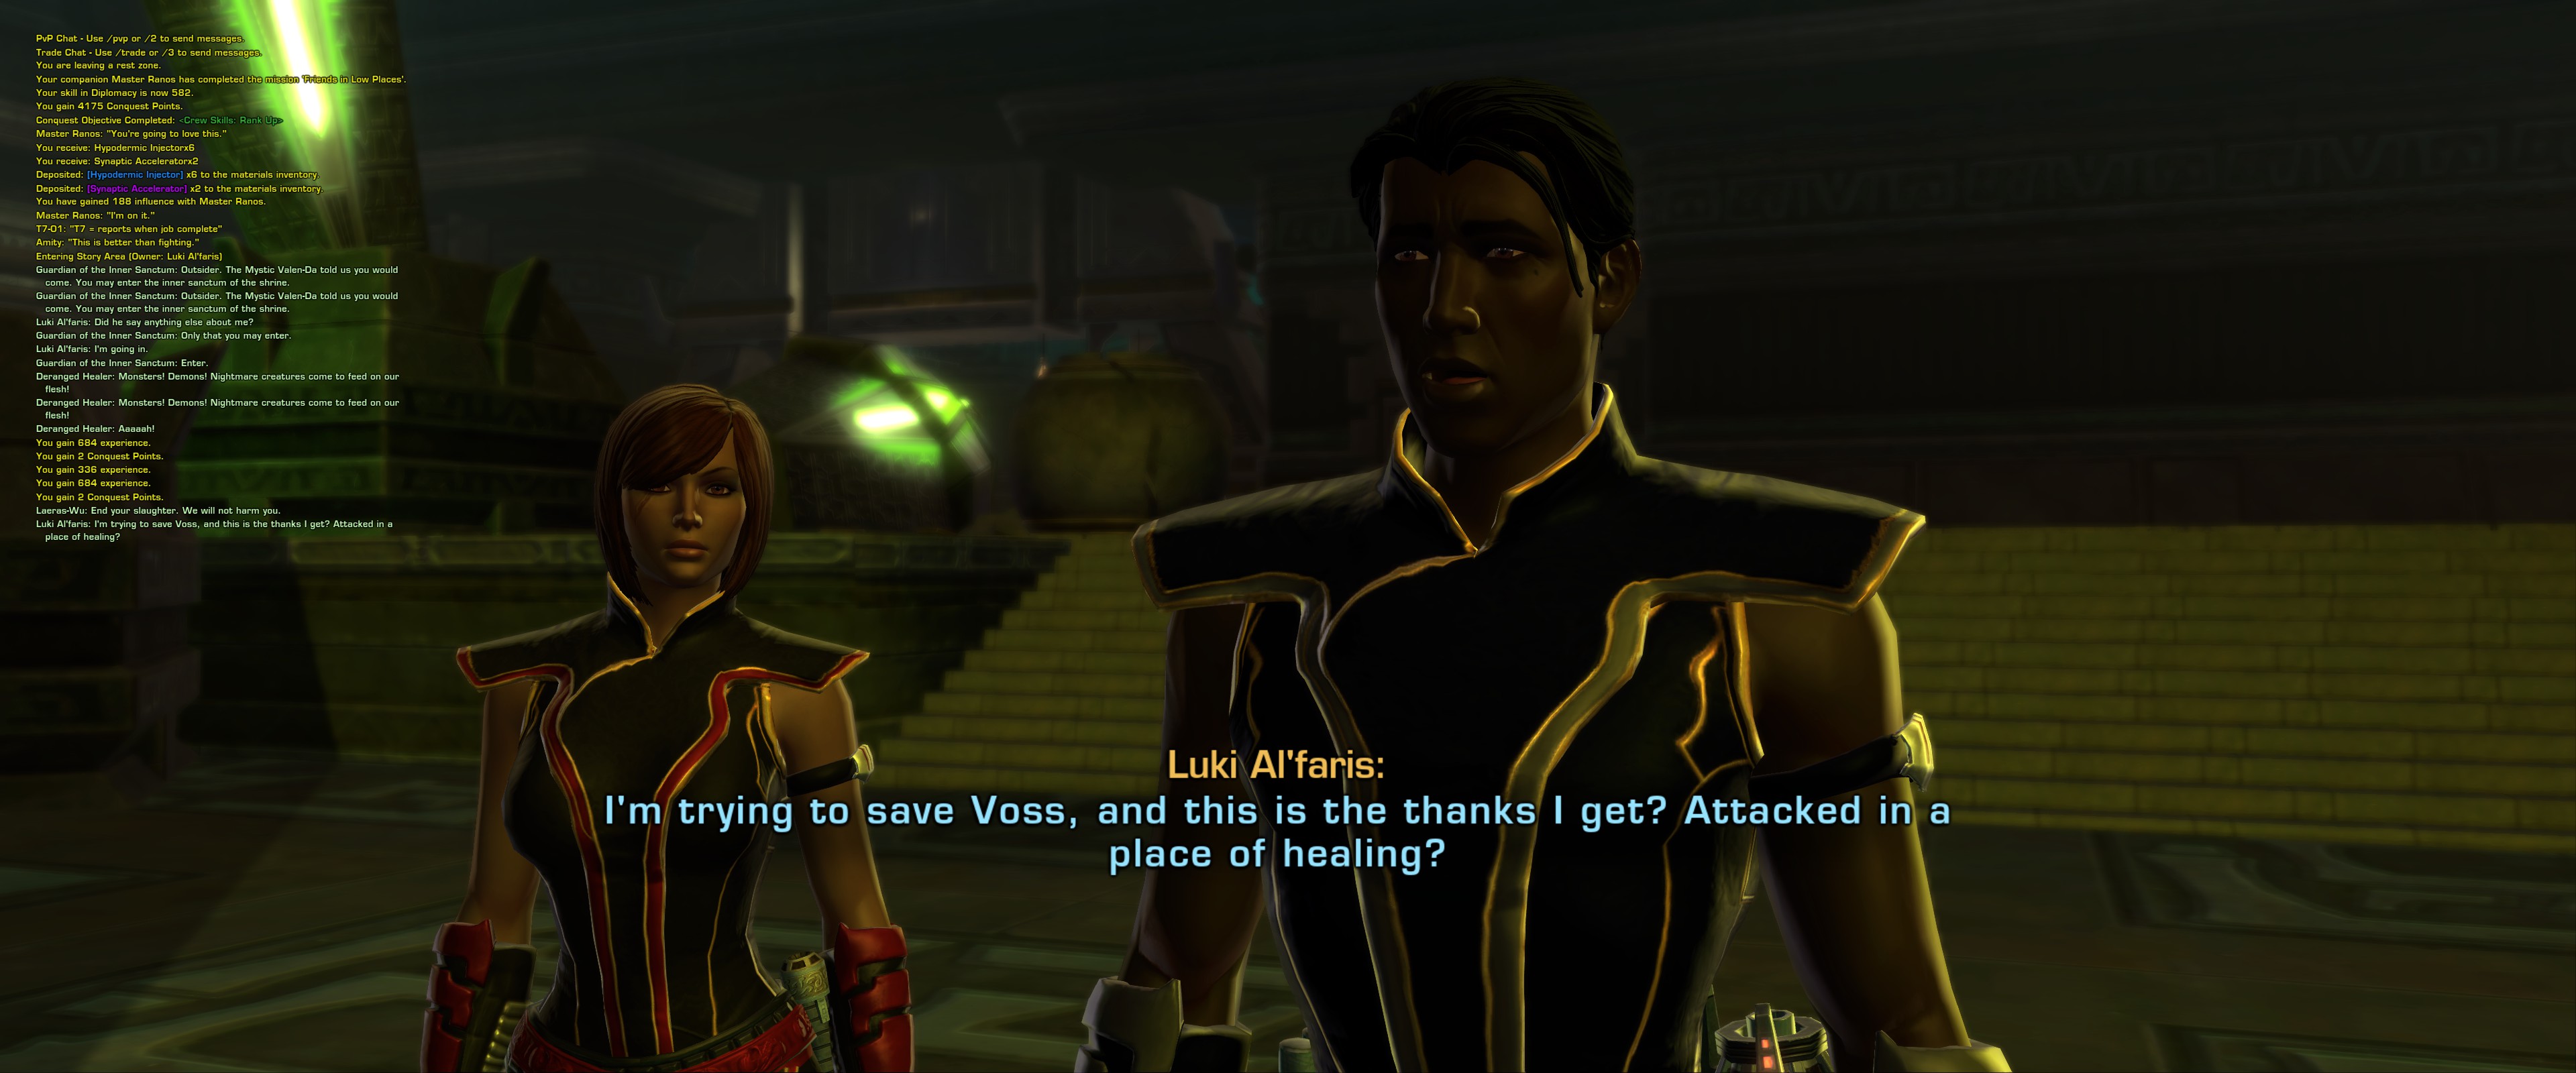 PvP Chat - Use /pvp or /2 to send messages.
Trade Chat - Use /trade or /3 to send messages.
You are leaving a rest zone.
Your companion Master Ranos has completed the mission 'Friends in Low Places'.
Your skill in Diplomacy is now 582.
You gain 4175 Conquest Points.
Conquest Objective Completed: <Crew Skills: Rank Up>
Master Ranos: "You're going to love this."
You receive: Hypodermic Injectorx6
You receive: Synaptic Acceleratorx2
Deposited: [Hypodermic Injector] x6 to the materials inventory.
Deposited: [Synaptic Accelerator] x2 to the materials inventory.
You have gained 188 influence with Master Ranos.
Master Ranos: "I'm on it."
T7-O1: "T7 = reports when job complete"
Amity: "This is better than fighting."
Entering Story Area (Owner: Luki Al'faris)
Guardian of the Inner Sanctum: Outsider. The Mystic Valen-Da told us you would
come. You may enter the inner sanctum of the shrine.
Guardian of the Inner Sanctum: Outsider. The Mystic Valen-Da told us you would
come. You may enter the inner sanctum of the shrine.
Luki Al'faris: Did he say anything else about me?
Guardian of the Inner Sanctum: Only that you may enter.
Luki Al'faris: I'm going in.
Guardian of the Inner Sanctum: Enter.
Deranged Healer: Monsters! Demons! Nightmare creatures come to feed on our
flesh!
Deranged Healer: Monsters! Demons! Nightmare creatures come to feed on our
flesh!
Deranged Healer: Aaaaah!
You gain 684 experience.
You gain 2 Conquest Points.
You gain 336 experience.
You gain 684 experience.
You gain 2 Conquest Points.
Laeras-Wu: End your slaughter. We will not harm you.
Luki Al'faris: I'm trying to save Voss, and this is the thanks I get? Attacked in a
place of healing?
Luki Al'faris:
I'm trying to save Voss, and this is the thanks I get? Attacked in a
place of healing?